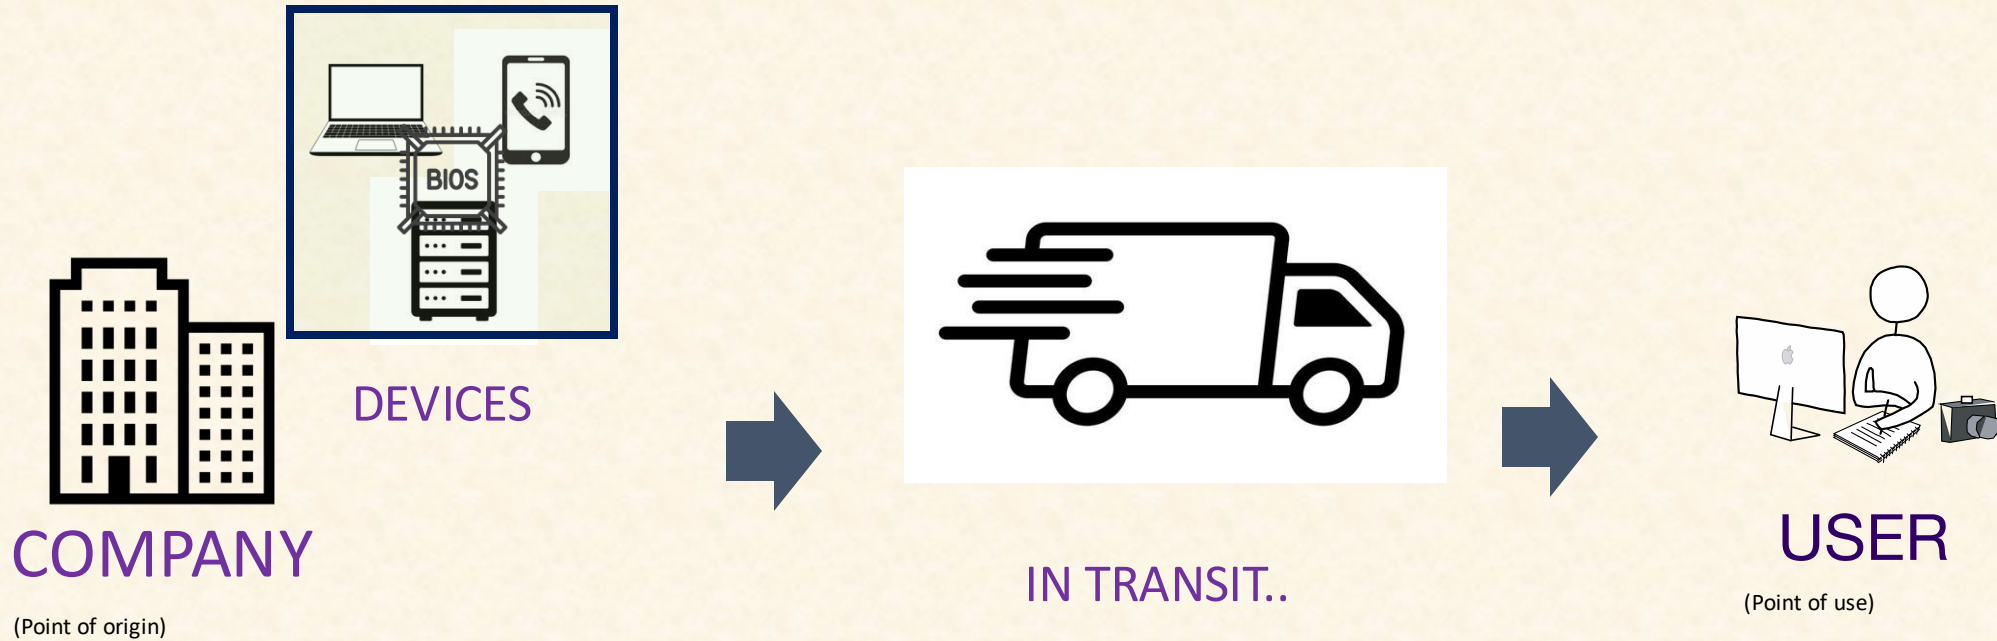 BIOS
DEVICES
COMPANY
(Point of origin)
IN TRANSIT..
USER
(Point of use)